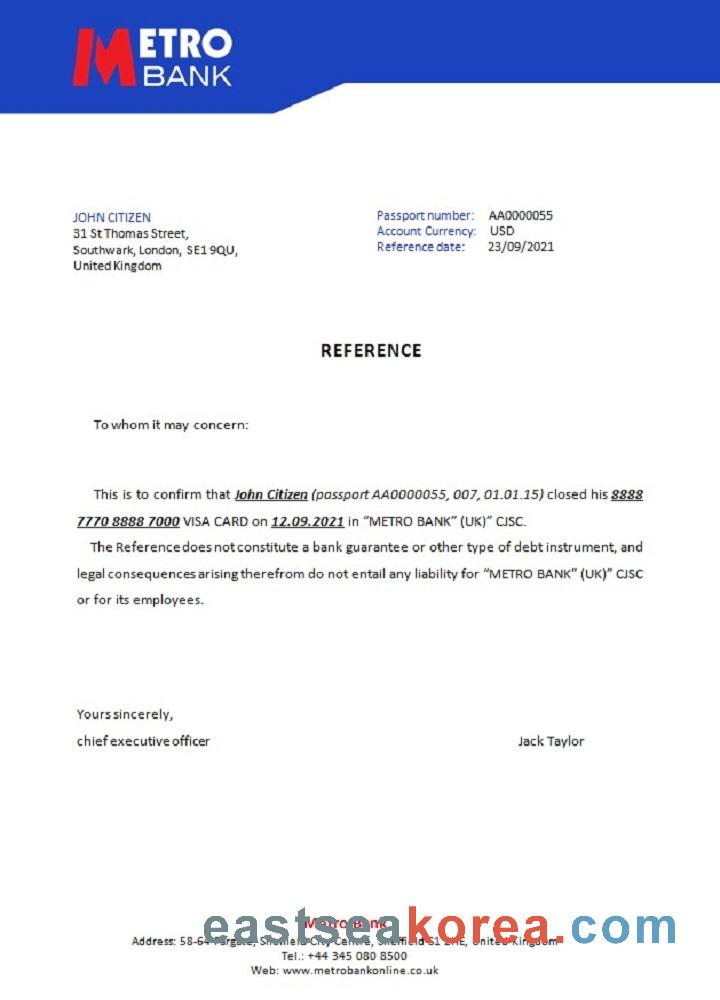 METRO
BANK
JOHN CITIZEN
31 St Thomas Street,
Southwark, London, SE1 9QU,
United Kingdom
Passport number: AA0000055
Account Currency: USD
Reference date: 23/09/2021
REFERENCE
To whom it may concern:
This is to confirm that John Citizen (passport AA0000055, 007, 01.01.15) closed his 8888
7770 8888 7000 VISA CARD on 12.09.2021 in “METRO BANK” (UK)” CJSC.
The Reference does not constitute a bank guarantee or other type of debt instrument, and
legal consequences arising therefrom do not entail any liability for “METRO BANK” (UK)” CJSC
or for its employees.
Yours sincerely,
chief executive officer Jack Taylor
Metro Bank
eastseakorea.com
Address: 58-64 Fargate, Sheffield City Centre, Sheffield S1 2HE, United Kingdom
Tel.: +44 345 080 8500
Web: www.metrobankonline.co.uk